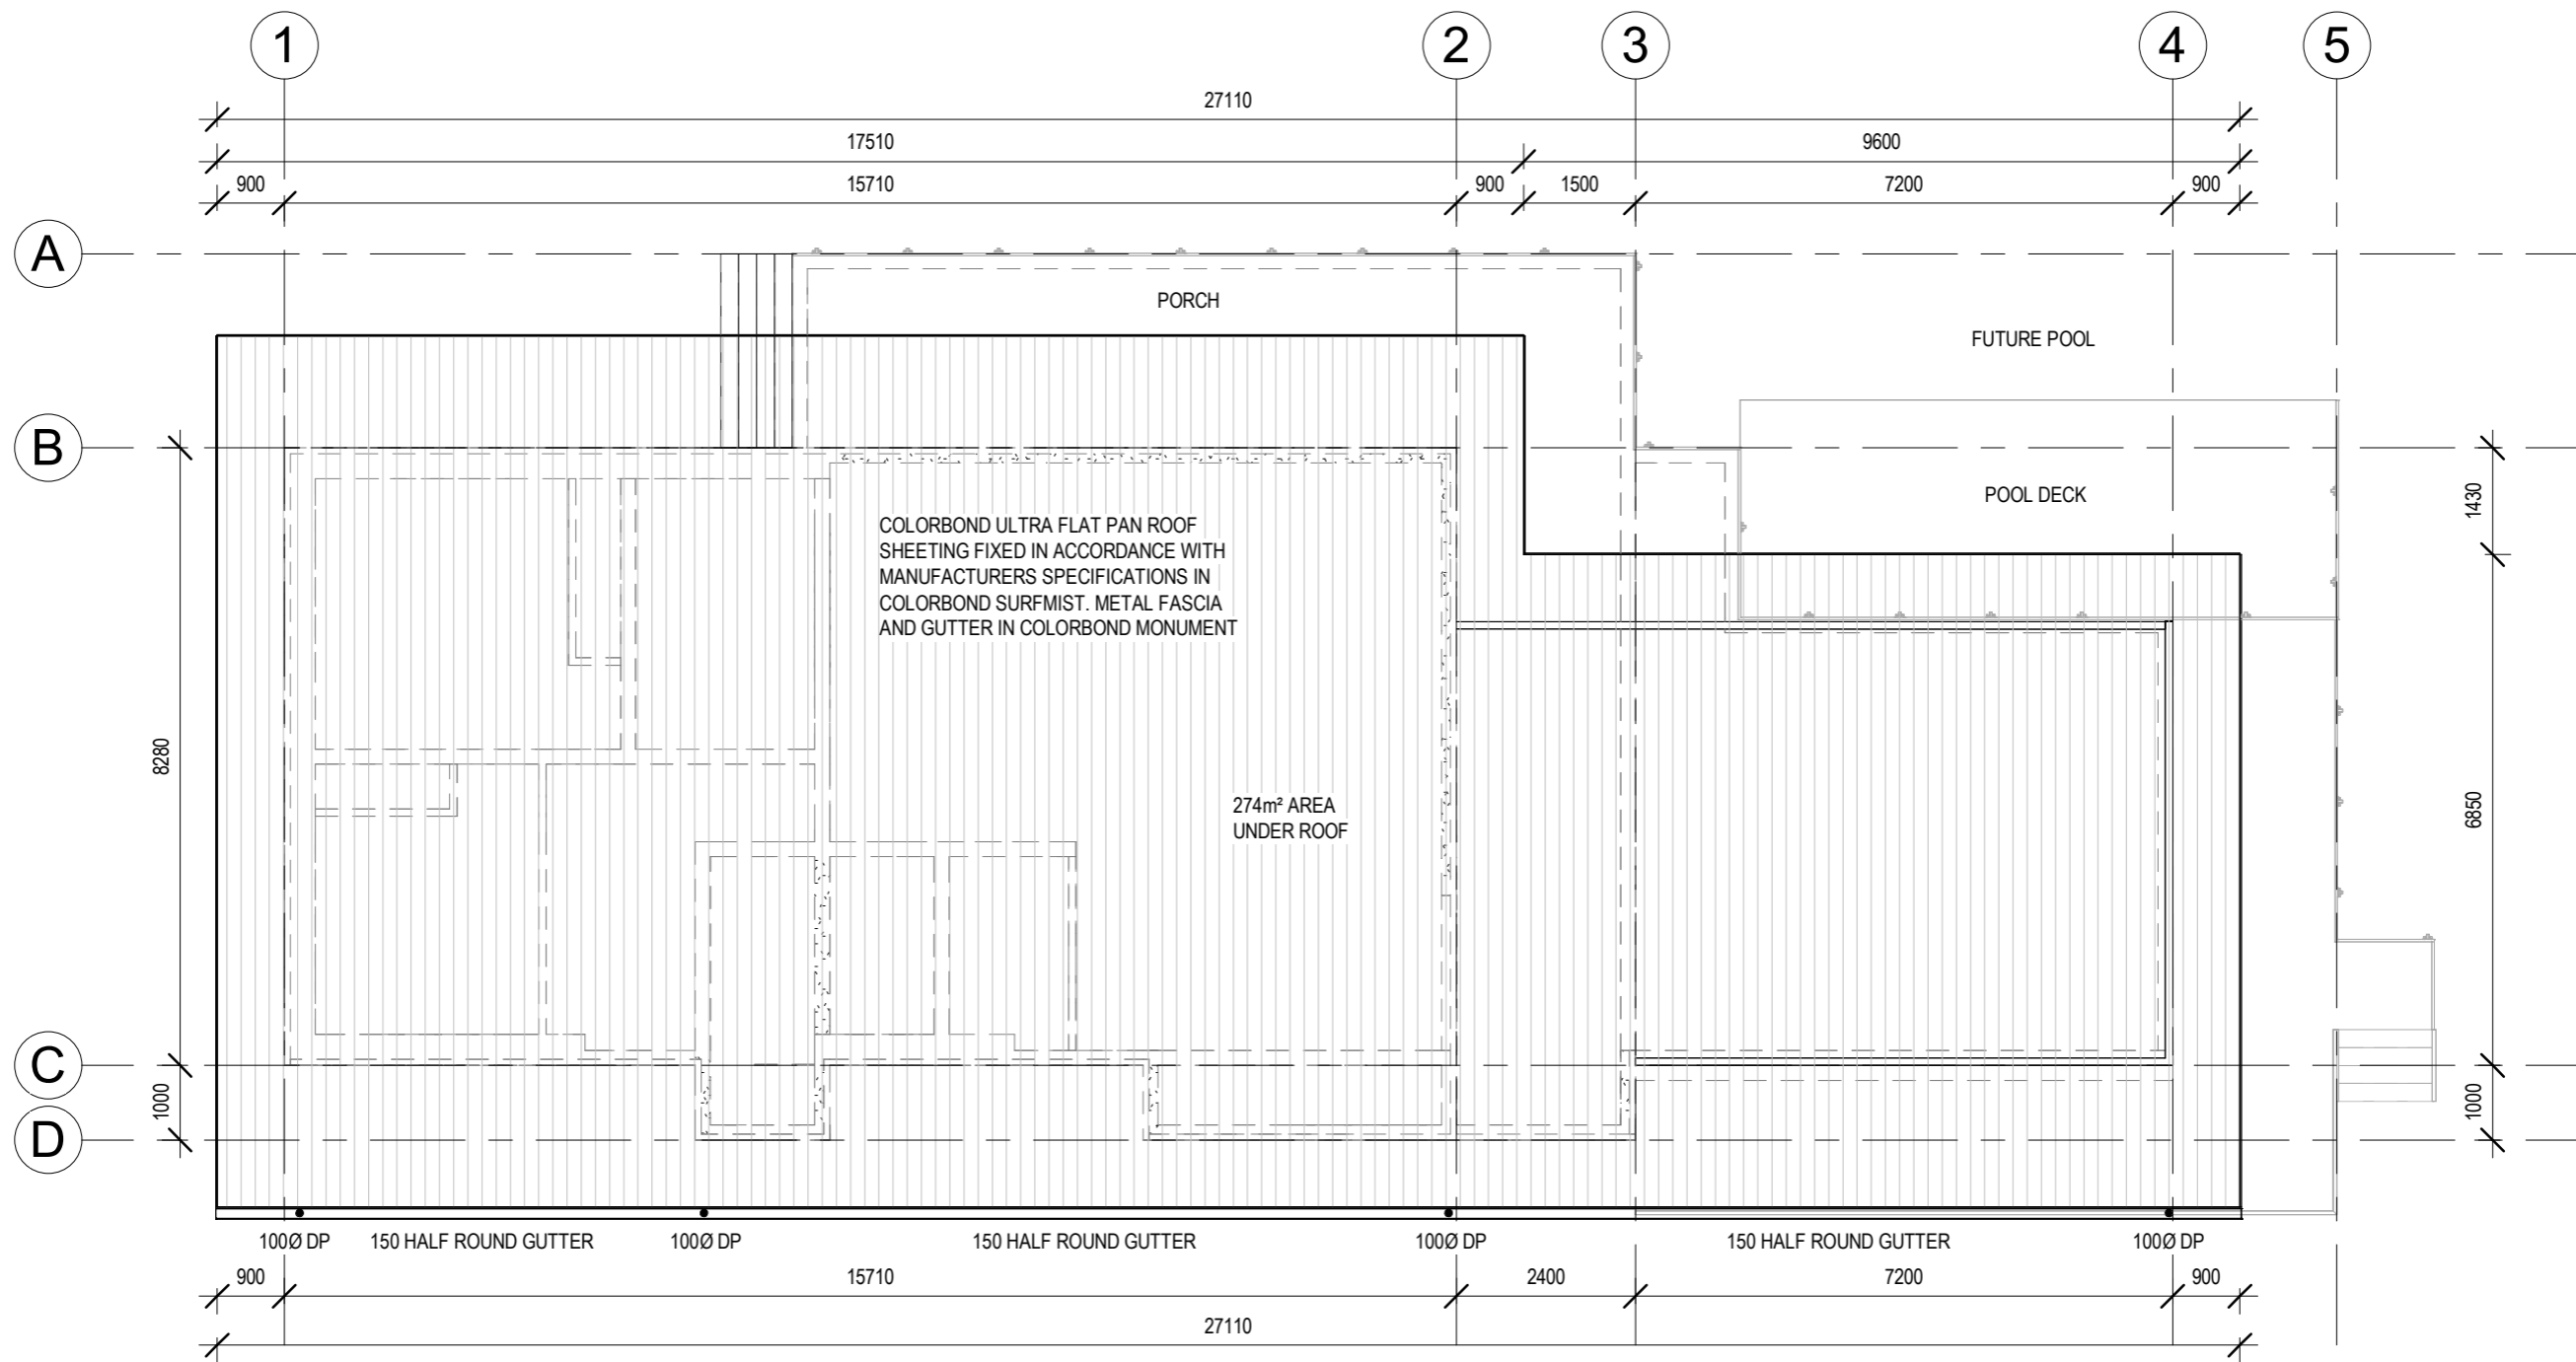 1 2 3 4 5
27110
17510 9600
900 15710 900 1500 7200 900
A
PORCH
FUTURE POOL
B
POOL DECK
1430
COLORBOND ULTRA FLAT PAN ROOF
SHEETING FIXED IN ACCORDANCE WITH
MANUFACTURERS SPECIFICATIONS IN
COLORBOND SURFMIST. METAL FASCIA
AND GUTTER IN COLORBOND MONUMENT
8280
6850
274m² AREA
UNDER ROOF
C
1000
1000
D
100Ø DP 150 HALF ROUND GUTTER 100Ø DP 150 HALF ROUND GUTTER 100Ø DP 150 HALF ROUND GUTTER 100Ø DP
900 15710 2400 7200 900
27110